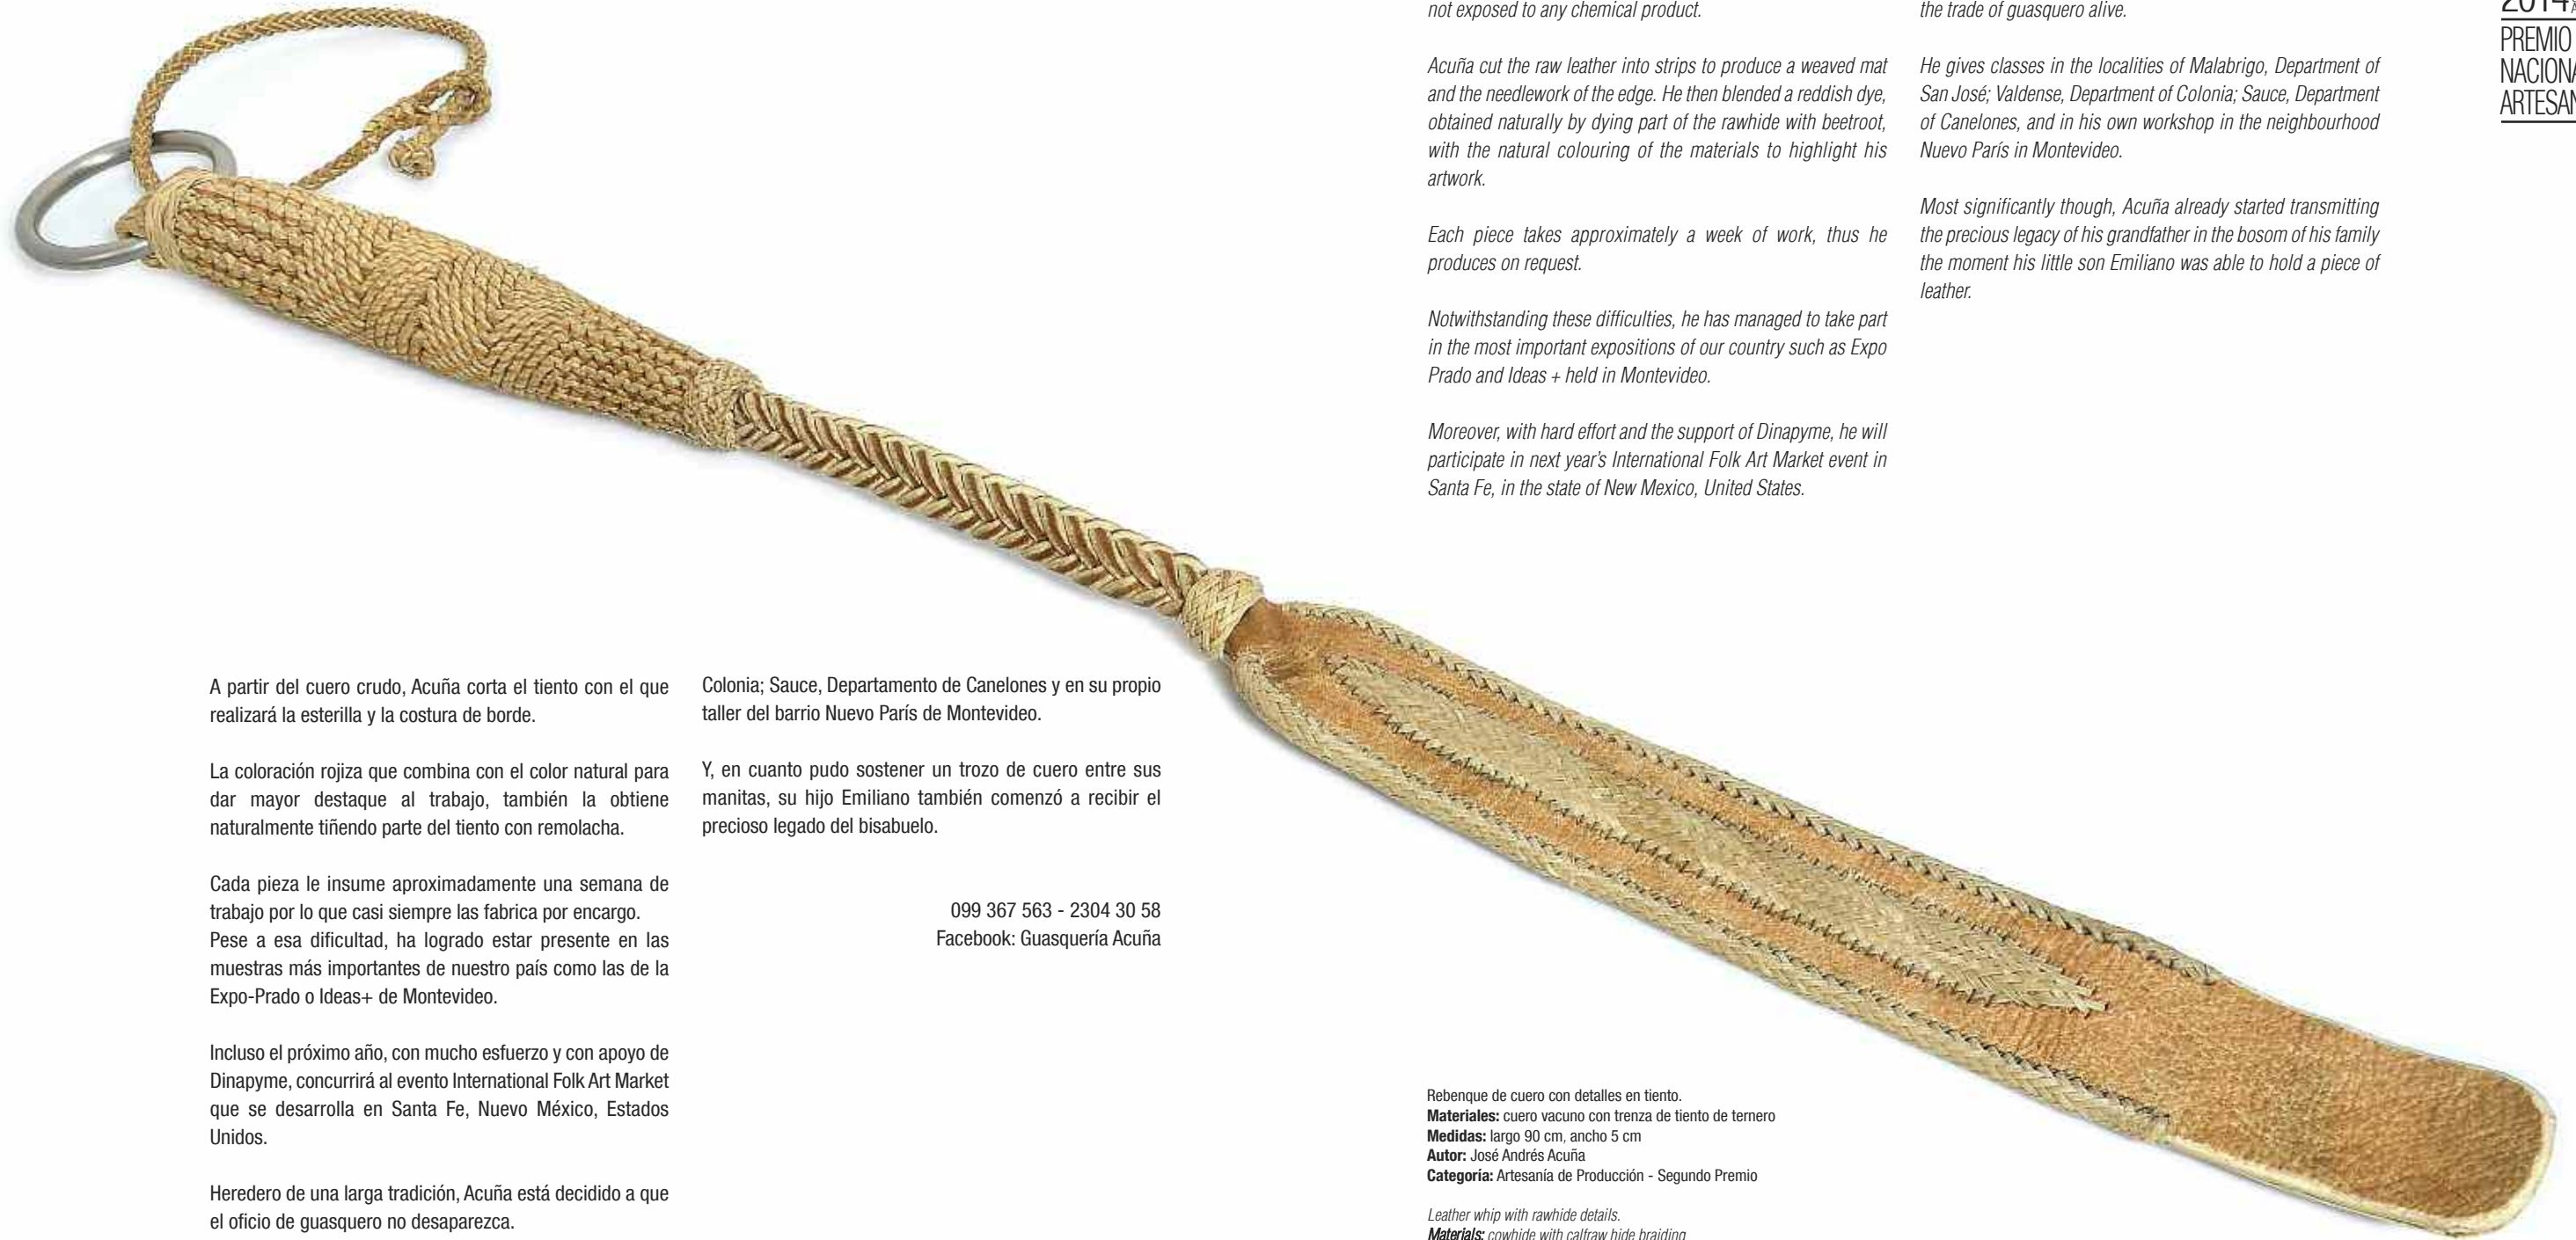 A partir del cuero crudo, Acuña corta el tiento con el que
realizará la esterilla y la costura de borde.
La coloración rojiza que combina con el color natural para
dar mayor destaque al trabajo, también la obtiene
naturalmente tiñendo parte del tiento con remolacha.
Cada pieza le insume aproximadamente una semana de
trabajo por lo que casi siempre las fabrica por encargo.
Pese a esa dificultad, ha logrado estar presente en las
muestras más importantes de nuestro país como las de la
Expo-Prado o Ideas+ de Montevideo.
Incluso el próximo año, con mucho esfuerzo y con apoyo de
Dinapyme, concurrirá al evento International Folk Art Market
que se desarrolla en Santa Fe, Nuevo México, Estados
Unidos.
Heredero de una larga tradición, Acuña está decidido a que
el oficio de guasquero no desaparezca.
Colonia; Sauce, Departamento de Canelones y en su propio
taller del barrio Nuevo París de Montevideo.
Y, en cuanto pudo sostener un trozo de cuero entre sus
manitas, su hijo Emiliano también comenzó a recibir el
precioso legado del bisabuelo.
099 367 563 - 2304 30 58
Facebook: Guasquería Acuña
not exposed to any chemical product.
Acuña cut the raw leather into strips to produce a weaved mat
and the needlework of the edge. He then blended a reddish dye,
obtained naturally by dying part of the rawhide with beetroot,
with the natural colouring of the materials to highlight his
artwork.
Each piece takes approximately a week of work, thus he
produces on request.
Notwithstanding these difficulties, he has managed to take part
in the most important expositions of our country such as Expo
Prado and Ideas + held in Montevideo.
Moreover, with hard effort and the support of Dinapyme, he will
participate in next year's International Folk Art Market event in
Santa Fe, in the state of New Mexico, United States.
the trade of guasquero alive.
He gives classes in the localities of Malabrigo, Department of
San José; Valdense, Department of Colonia; Sauce, Department
of Canelones, and in his own workshop in the neighbourhood
Nuevo París in Montevideo.
Most significantly though, Acuña already started transmitting
the precious legacy of his grandfather in the bosom of his family
the moment his little son Emiliano was able to hold a piece of
leather.
2014
PREMIO
NACIONA
ARTESAN
Rebenque de cuero con detalles en tiento.
Materiales: cuero vacuno con trenza de tiento de ternero
Medidas: largo 90 cm, ancho 5 cm
Autor: José Andrés Acuña
Categoría: Artesanía de Producción - Segundo Premio
Leather whip with rawhide details.
Materials: cowhide with calfraw hide braiding